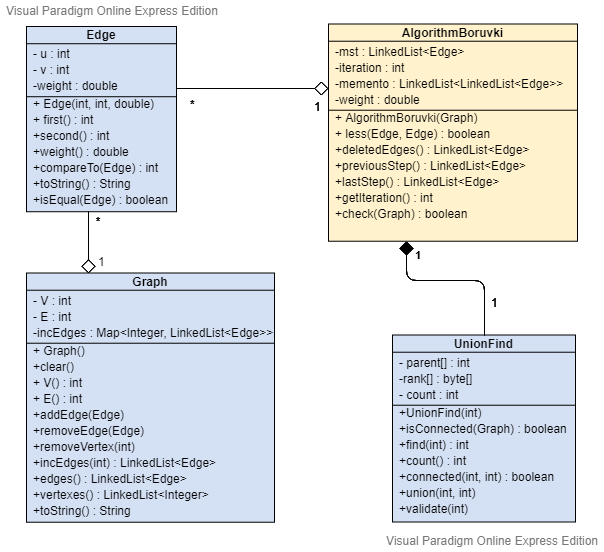 Visual Paradigm Online Express Edition
Edge
- u : int
- v : int
-weight : double
+ Edge(int, int, double)
+ first() : int
+second() : int
+weight() : double
+compareTo(Edge) : int
+toString() : String
+isEqual(Edge) : boolean
*
1
AlgorithmBoruvki
-mst : LinkedList<Edge>
-iteration : int
-memento : LinkedList<LinkedList<Edge>>
-weight : double
+ AlgorithmBoruvki(Graph)
+ less(Edge, Edge) : boolean
+deletedEdges() : LinkedList<Edge>
+previousStep() : LinkedList<Edge>
+lastStep() : LinkedList<Edge>
+getIteration() : int
+check(Graph) : boolean
*
1
Graph
- V : int
- E : int
-incEdges : Map<Integer, LinkedList<Edge>>
+ Graph()
+clear()
+ V() : int
+ E() : int
+addEdge(Edge)
+removeEdge(Edge)
+removeVertex(int)
+incEdges(int) : LinkedList<Edge>
+edges() : LinkedList<Edge>
+vertexes() : LinkedList<Integer>
+toString() : String
1
1
UnionFind
- parent[] : int
-rank[] : byte[]
- count : int
+UnionFind(int)
+isConnected(Graph) : boolean
+find(int) : int
+count() : int
+connected(int, int) : boolean
+union(int, int)
+validate(int)
Visual Paradigm Online Express Edition